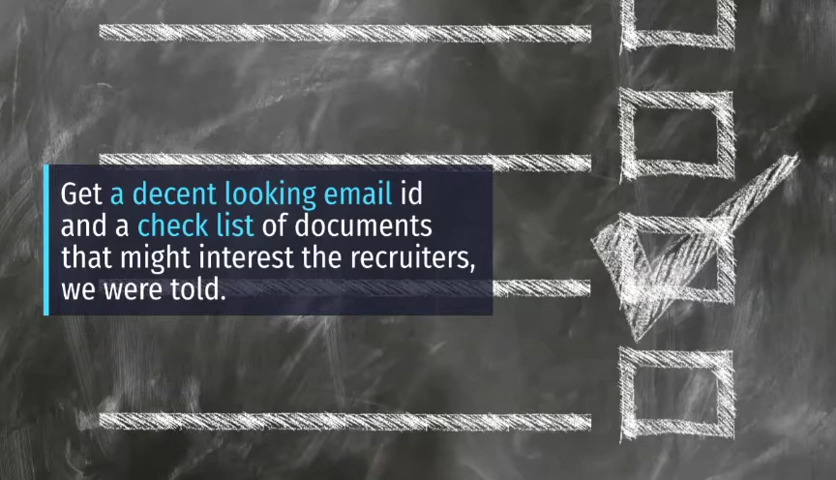 Get a decent looking email id
and a check list of documents
that might interest the recruiters,
we were told.